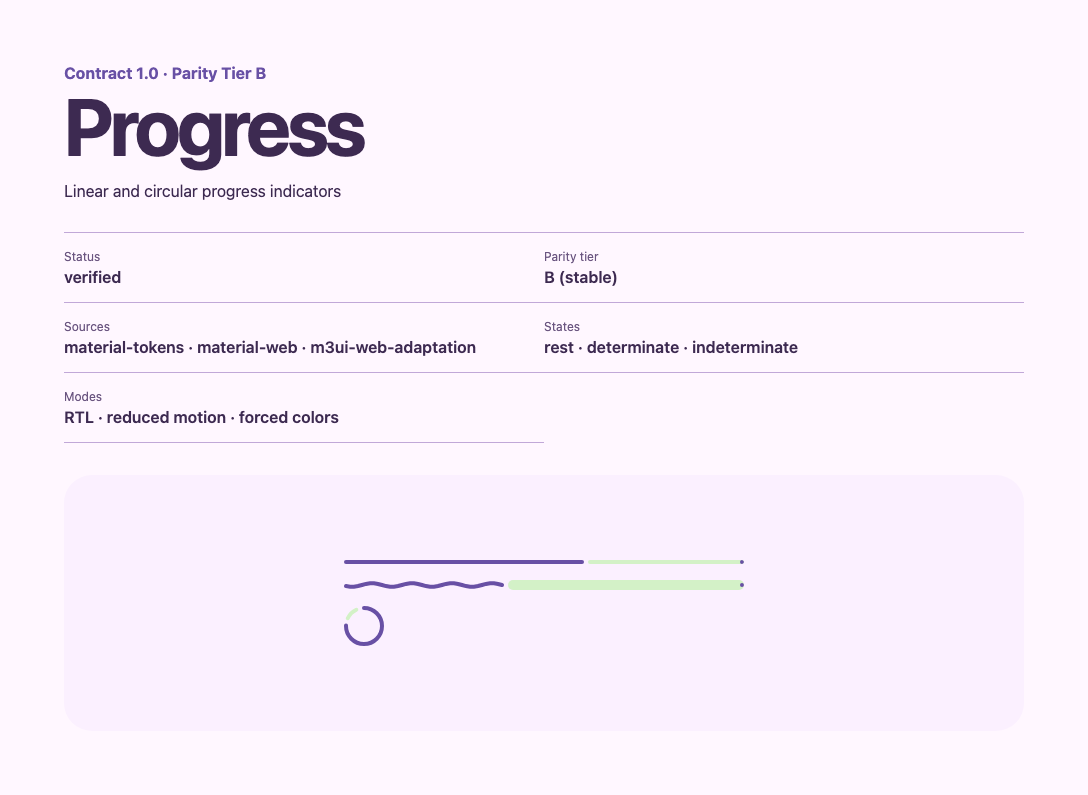 Contract 1.0 · Parity Tier B
Progress
Linear and circular progress indicators
Status
verified
Parity tier
B (stable)
Sources
material-tokens · material-web · m3ui-web-adaptation
States
rest · determinate · indeterminate
Modes
RTL · reduced motion · forced colors